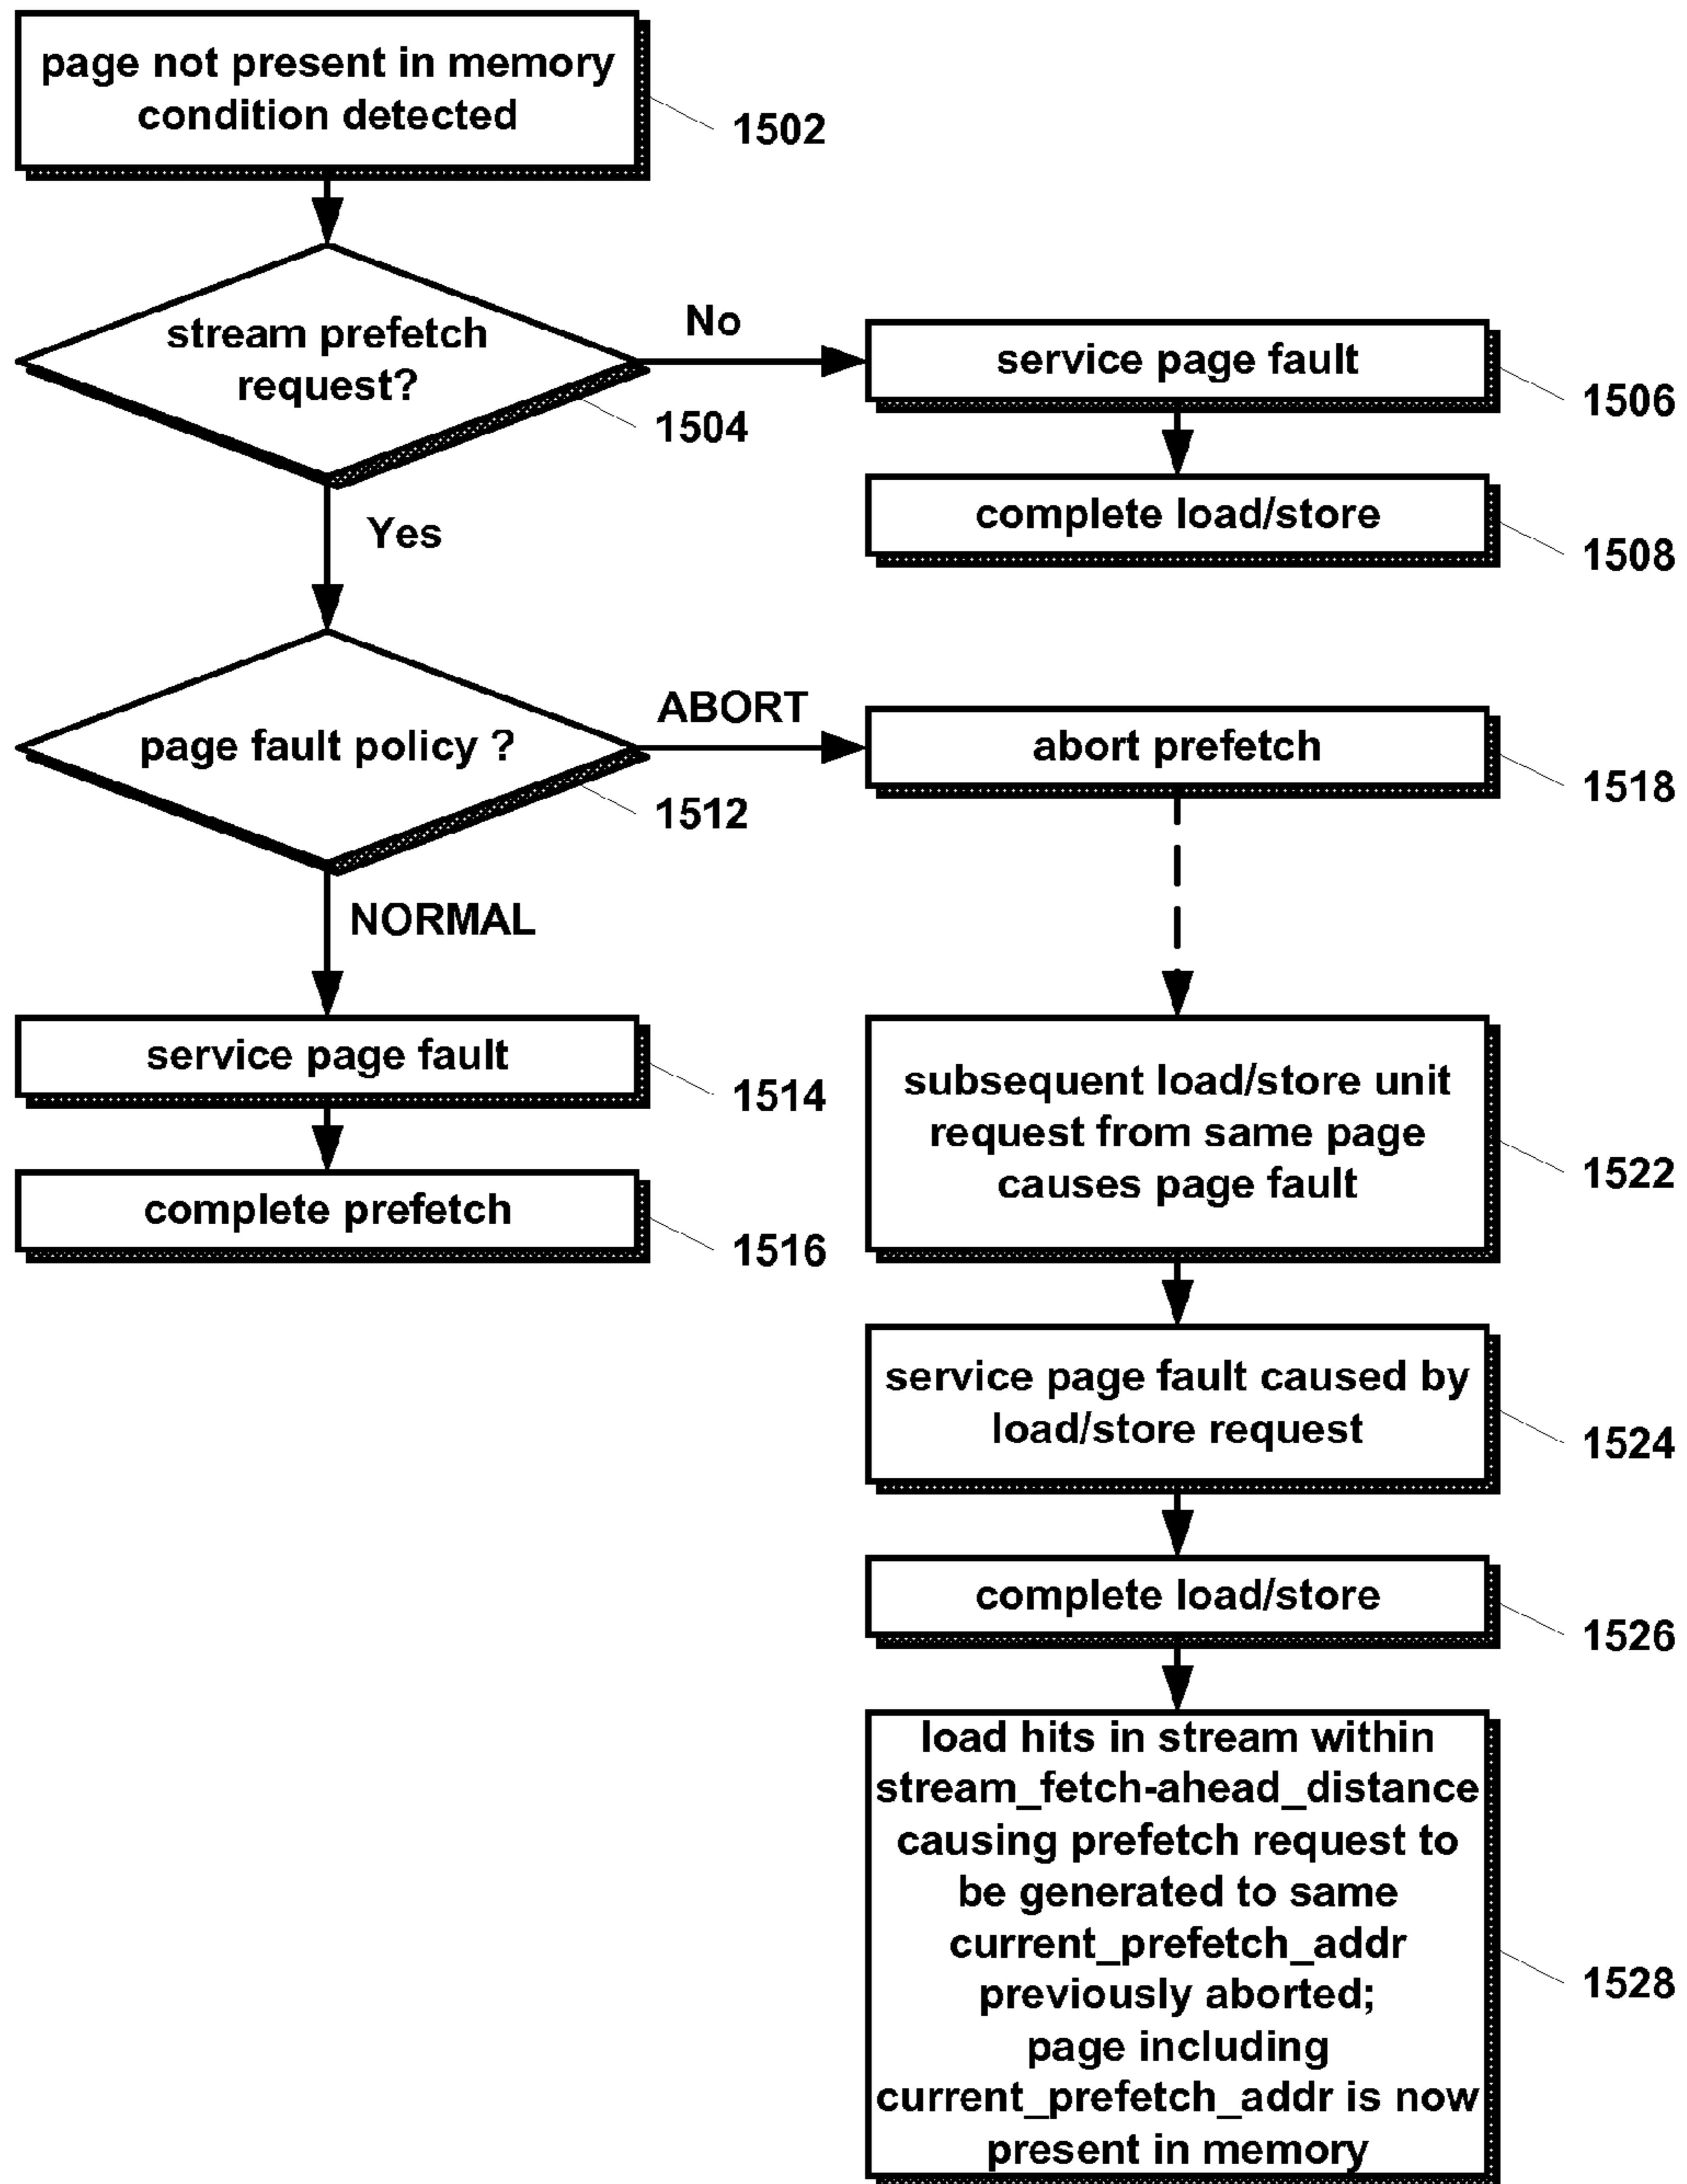 page not present in memory
condition detected
1502
stream prefetch
request?
1504
No
service page fault
1506
complete load/store
1508
Yes
page fault policy ?
1512
ABORT
abort prefetch
1518
NORMAL
service page fault
1514
complete prefetch
1516
subsequent load/store unit
request from same page
causes page fault
1522
service page fault caused by
load/store request
1524
complete load/store
1526
load hits in stream within
stream_fetch-ahead_distance
causing prefetch request to
be generated to same
current_prefetch_addr
previously aborted;
page including
current_prefetch_addr is now
present in memory
1528